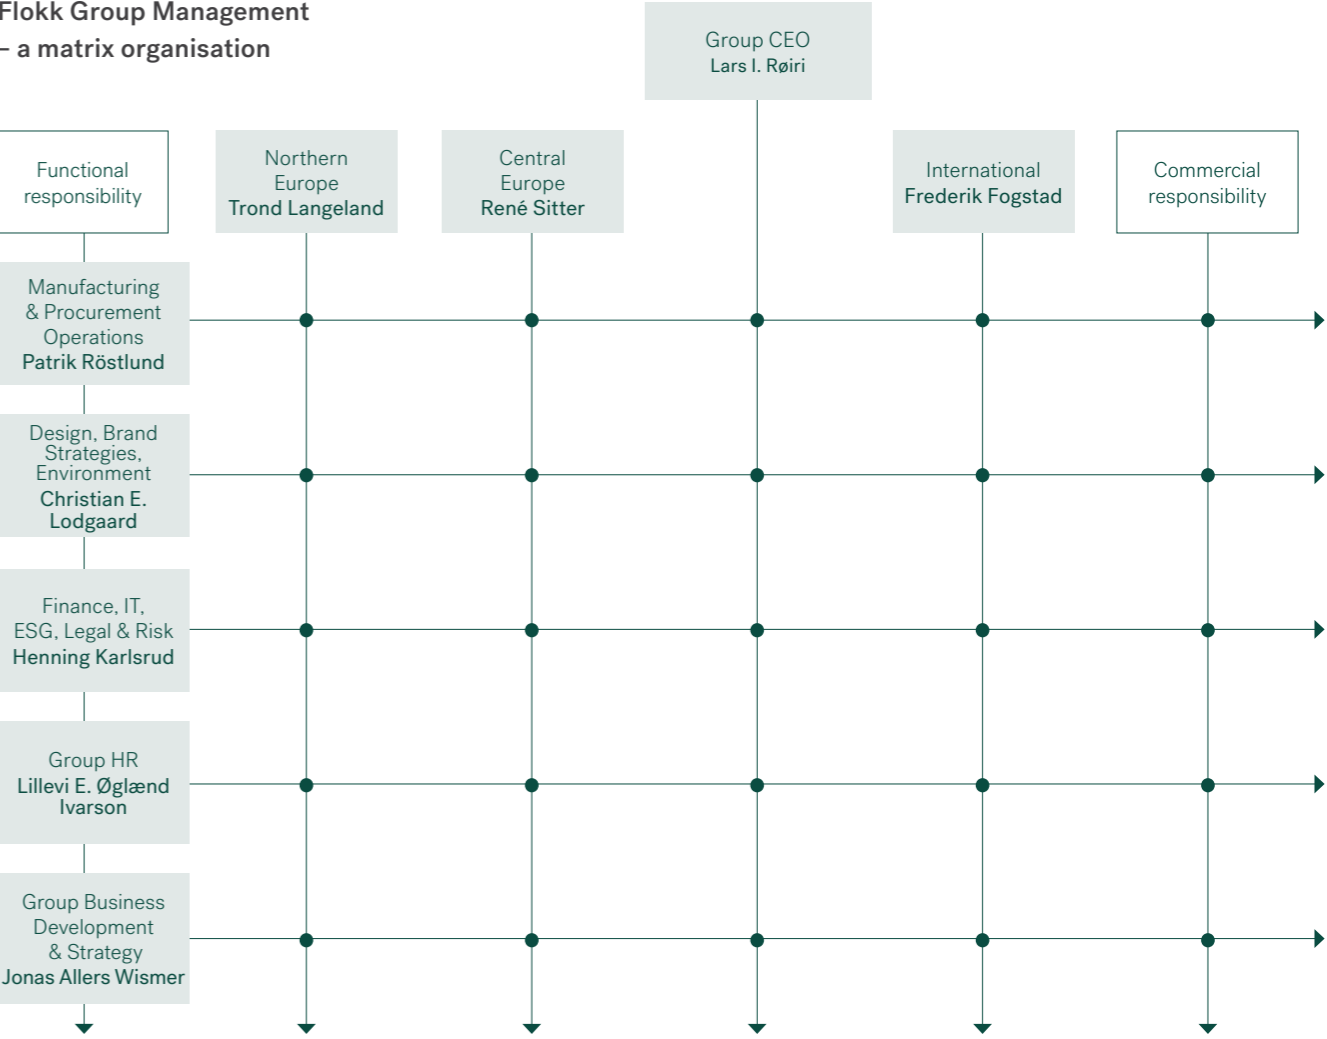 Flokk Group Management
– a matrix organisation
Group CEO
Lars I. Røiri
Functional
responsibility
Northern
Europe
Trond Langeland
Central
Europe
René Sitter
International
Frederik Fogstad
Commercial
responsibility
Manufacturing
& Procurement
Operations
Patrik Röstlund
Design, Brand
Strategies,
Environment
Christian E.
Lodgaard
Finance, IT,
ESG, Legal & Risk
Henning Karlsrud
Group HR
Lillevi E. Øglænd
Ivarson
Group Business
Development
& Strategy
Jonas Allers Wismer